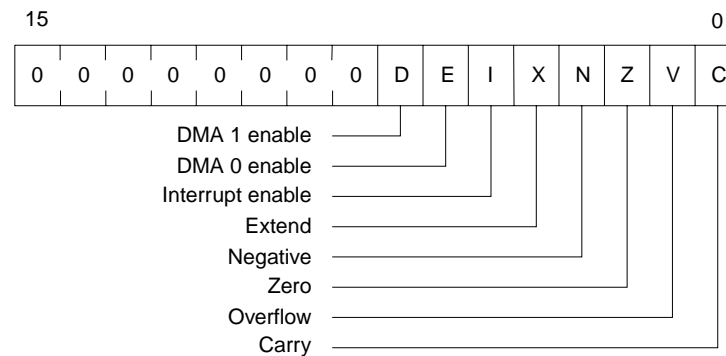 15 0
0 0 0 0 0 0 0 0 D E I X N Z V C
DMA 1 enable
DMA 0 enable
Interrupt enable
Extend
Negative
Zero
Overflow
Carry